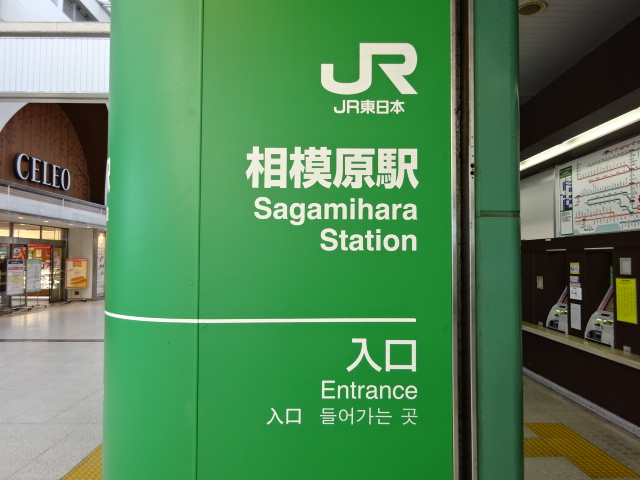 CELEO
JR
JR東日本
相模原駅
Sagamihara
Station
入口
Entrance
入口 들어가는 곳